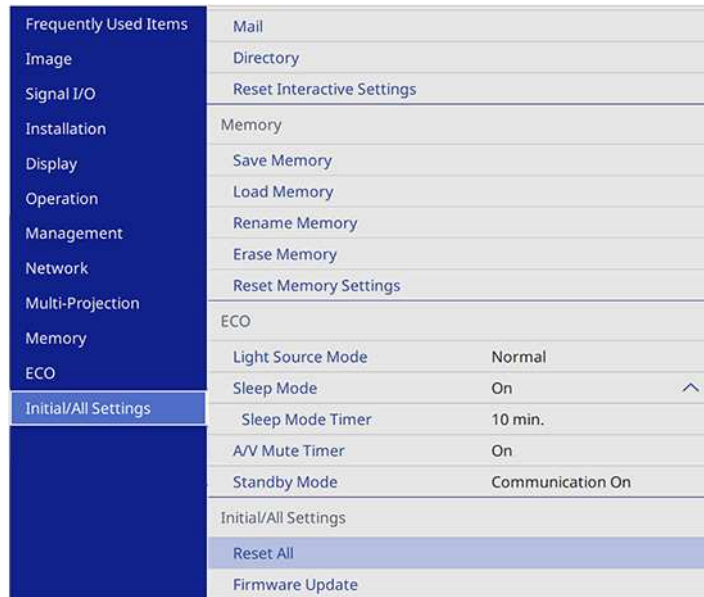 Frequently Used Items
Image
Signal I/O
Installation
Display
Operation
Management
Network
Multi-Projection
Memory
ECO
Initial/All Settings
Mail
Directory
Reset Interactive Settings
Memory
Save Memory
Load Memory
Rename Memory
Erase Memory
Reset Memory Settings
ECO
Light Source Mode Normal
Sleep Mode On
Sleep Mode Timer 10 min.
A/V Mute Timer On
Standby Mode Communication On
Initial/All Settings
Reset All
Firmware Update